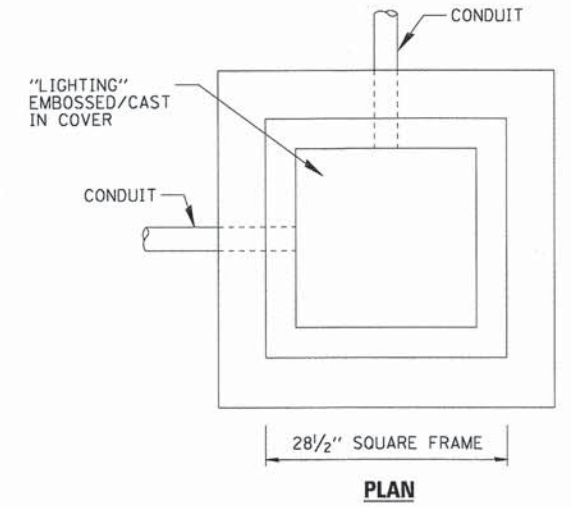 CONDUIT
"LIGHTING"
EMBOSSED/CAST
IN COVER
CONDUIT
28½" SQUARE FRAME
PLAN